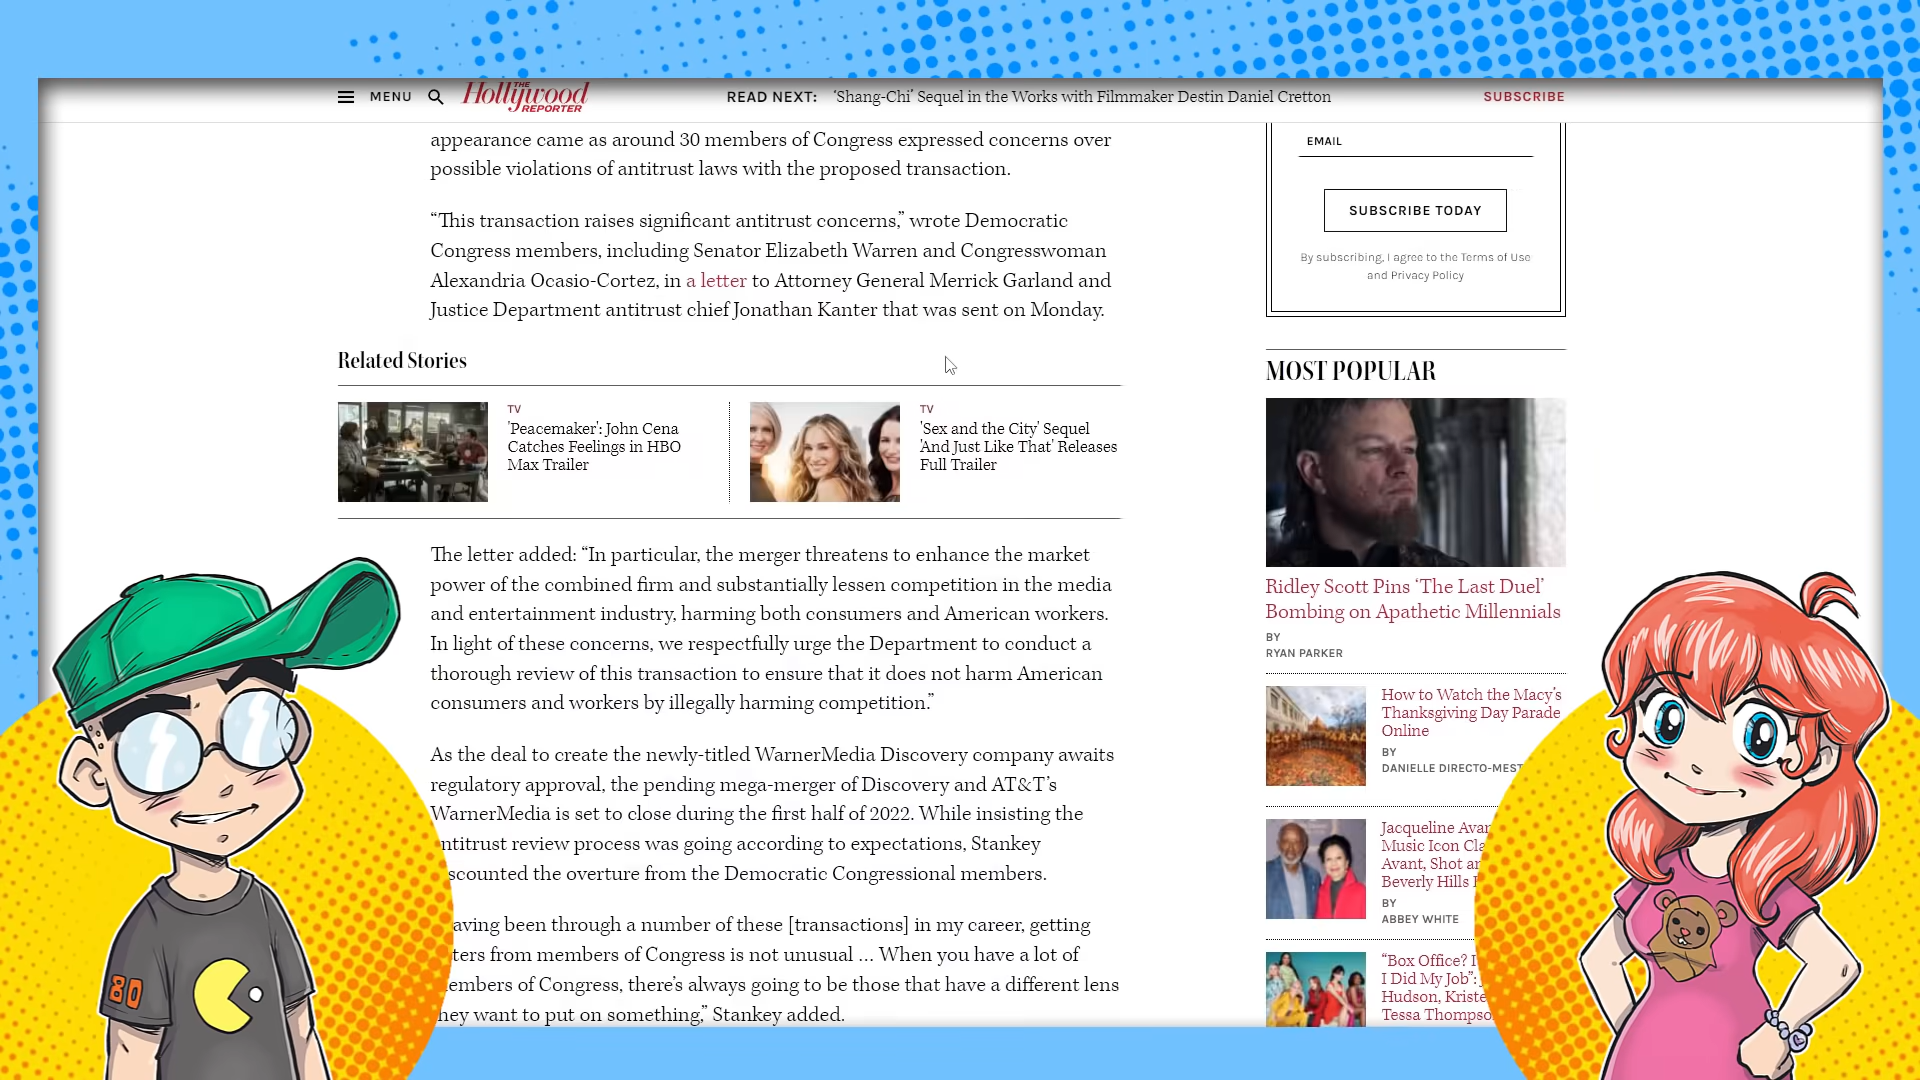 MENU
THE
Hollywood
REPORTER
READ NEXT: ‘Shang-Chi’ Sequel in the Works with Filmmaker Destin Daniel Cretton
SUBSCRIBE
appearance came as around 30 members of Congress expressed concerns over
possible violations of antitrust laws with the proposed transaction.
“This transaction raises significant antitrust concerns,” wrote Democratic
Congress members, including Senator Elizabeth Warren and Congresswoman
Alexandria Ocasio-Cortez, in a letter to Attorney General Merrick Garland and
Justice Department antitrust chief Jonathan Kanter that was sent on Monday.
Related Stories
TV
'Peacemaker': John Cena
Catches Feelings in HBO
Max Trailer
TV
'Sex and the City' Sequel
'And Just Like That' Releases
Full Trailer
The letter added: “In particular, the merger threatens to enhance the market
power of the combined firm and substantially lessen competition in the media
and entertainment industry, harming both consumers and American workers.
In light of these concerns, we respectfully urge the Department to conduct a
thorough review of this transaction to ensure that it does not harm American
consumers and workers by illegally harming competition.”
As the deal to create the newly-titled WarnerMedia Discovery company awaits
regulatory approval, the pending mega-merger of Discovery and AT&T’s
WarnerMedia is set to close during the first half of 2022. While insisting the
ntitrust review process was going according to expectations, Stankey
scounted the overture from the Democratic Congressional members.
aving been through a number of these [transactions] in my career, getting
ters from members of Congress is not unusual … When you have a lot of
embers of Congress, there’s always going to be those that have a different lens
hey want to put on something,” Stankey added.
EMAIL
SUBSCRIBE TODAY
By subscribing, I agree to the Terms of Use
and Privacy Policy
MOST POPULAR
Ridley Scott Pins ‘The Last Duel’
Bombing on Apathetic Millennials
BY
RYAN PARKER
How to Watch the Macy’s
Thanksgiving Day Parade
Online
BY
DANIELLE DIRECTO-MEST
Jacqueline Avan
Music Icon Cla
Avant, Shot an
Beverly Hills
BY
ABBEY WHITE
“Box Office? I
I Did My Job”:
Hudson, Kriste
Tessa Thompso
80